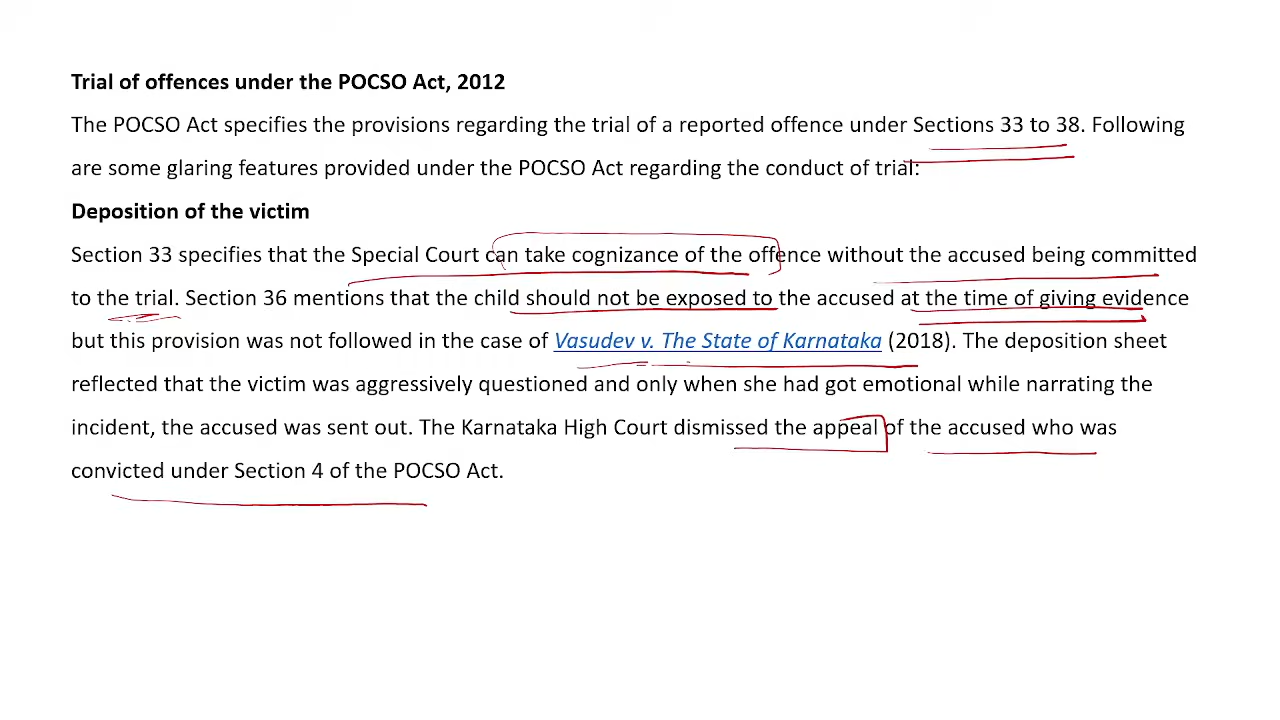 Trial of offences under the POCSO Act, 2012
The POCSO Act specifies the provisions regarding the trial of a reported offence under Sections 33 to 38. Following
are some glaring features provided under the POCSO Act regarding the conduct of trial:
Deposition of the victim
Section 33 specifies that the Special Court can take cognizance of the offence without the accused being committed
to the trial. Section 36 mentions that the child should not be exposed to the accused at the time of giving evidence
but this provision was not followed in the case of Vasudev v. The State of Karnataka (2018). The deposition sheet
reflected that the victim was aggressively questioned and only when she had got emotional while narrating the
incident, the accused was sent out. The Karnataka High Court dismissed the appeal of the accused who was
convicted under Section 4 of the POCSO Act.